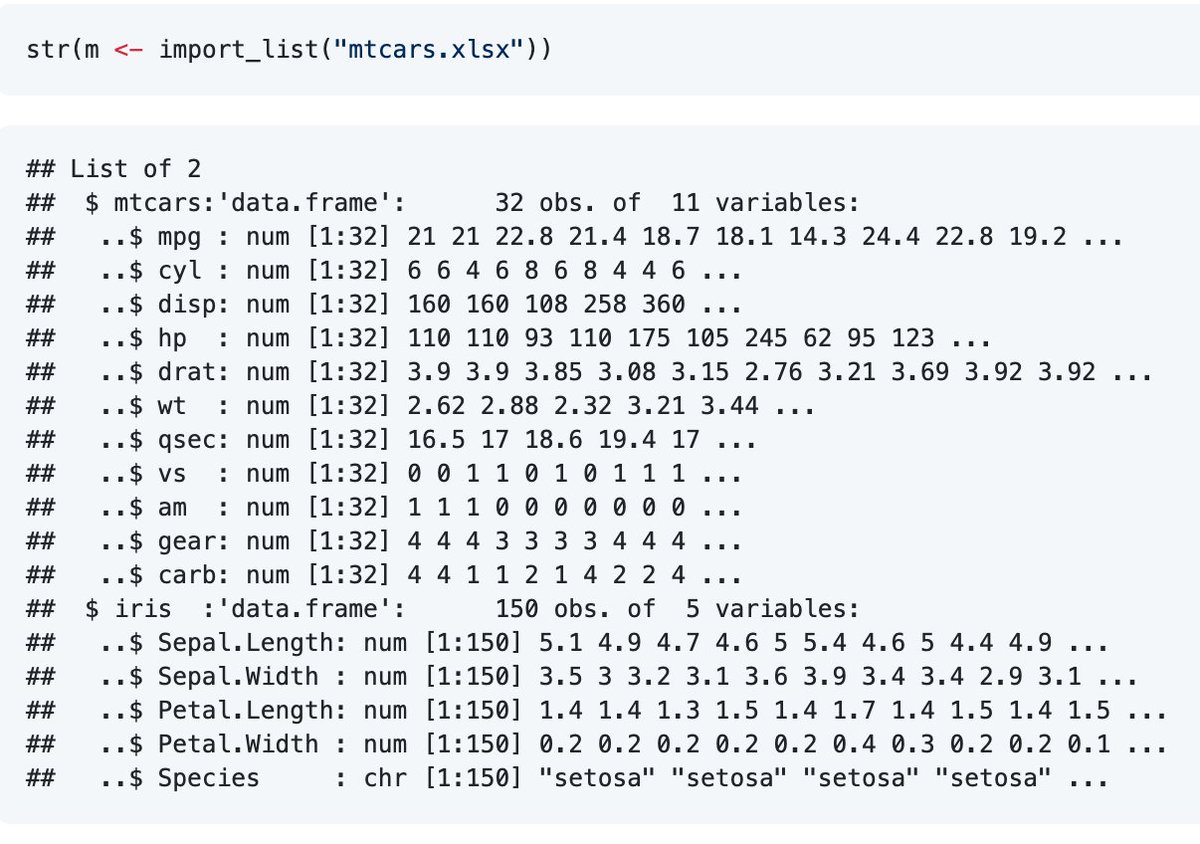 str(m <- import_list("mtcars.xlsx"))
## List of 2
##  $ mtcars:'data.frame':      32 obs. of  11 variables:
##   ..$ mpg : num [1:32] 21 21 22.8 21.4 18.7 18.1 14.3 24.4 22.8 19.2 ...
##   ..$ cyl : num [1:32] 6 6 4 6 8 6 8 4 4 6 ...
##   ..$ disp: num [1:32] 160 160 108 258 360 ...
##   ..$ hp  : num [1:32] 110 110 93 110 175 105 245 62 95 123 ...
##   ..$ drat: num [1:32] 3.9 3.9 3.85 3.08 3.15 2.76 3.21 3.69 3.92 3.92 ...
##   ..$ wt  : num [1:32] 2.62 2.88 2.32 3.21 3.44 ...
##   ..$ qsec: num [1:32] 16.5 17 18.6 19.4 17 ...
##   ..$ vs  : num [1:32] 0 0 1 1 0 1 0 1 1 1 ...
##   ..$ am  : num [1:32] 1 1 1 0 0 0 0 0 0 0 ...
##   ..$ gear: num [1:32] 4 4 4 3 3 3 3 4 4 4 ...
##   ..$ carb: num [1:32] 4 4 1 1 2 1 4 2 2 4 ...
##  $ iris  :'data.frame':      150 obs. of  5 variables:
##   ..$ Sepal.Length: num [1:150] 5.1 4.9 4.7 4.6 5 5.4 4.6 5 4.4 4.9 ...
##   ..$ Sepal.Width : num [1:150] 3.5 3 3.2 3.1 3.6 3.9 3.4 3.4 2.9 3.1 ...
##   ..$ Petal.Length: num [1:150] 1.4 1.4 1.3 1.5 1.4 1.7 1.4 1.5 1.4 1.5 ...
##   ..$ Petal.Width : num [1:150] 0.2 0.2 0.2 0.2 0.2 0.4 0.3 0.2 0.2 0.1 ...
##   ..$ Species     : chr [1:150] "setosa" "setosa" "setosa" "setosa" ...